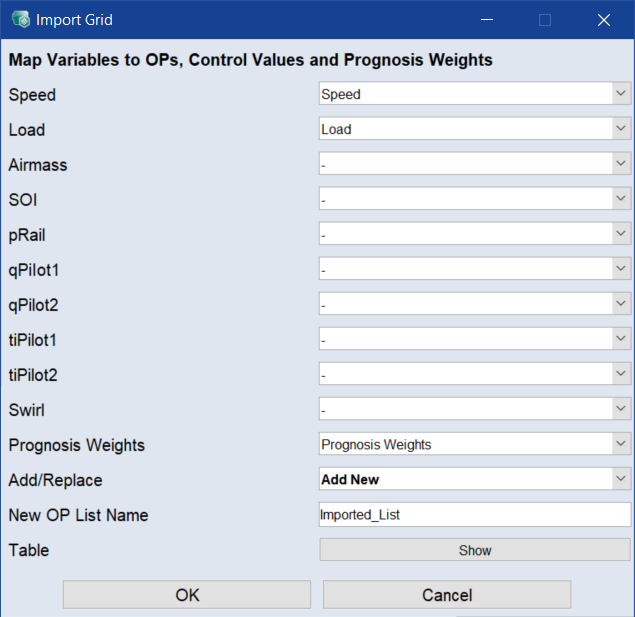 Import Grid
Map Variables to OPs, Control Values and Prognosis Weights
Speed Speed
Load Load
Airmass -
SOI -
pRail -
qPilot1 -
qPilot2 -
tiPilot1 -
tiPilot2 -
Swirl -
Prognosis Weights Prognosis Weights
Add/Replace Add New
New OP List Name Imported_List
Table Show
OK Cancel